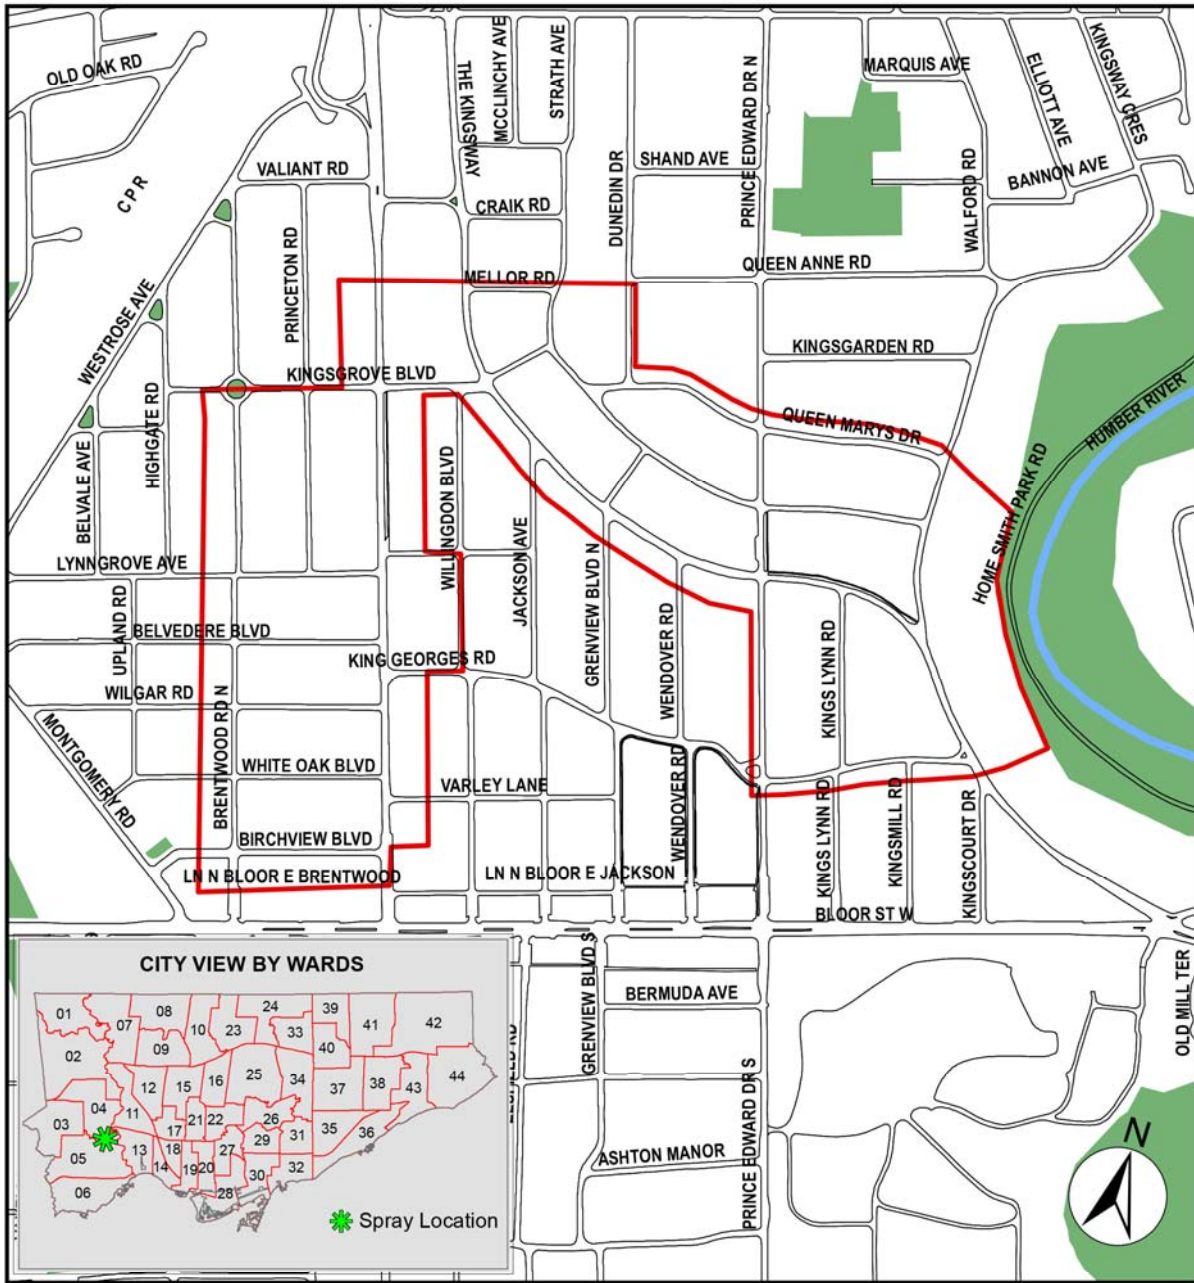 OLD OAK RD
CPR
VALIANT RD
THE KINGSWAY
MCCLINCHY AVE
STRATH AVE
CRAIK RD
DUNEDIN DR
SHAND AVE
PRINCE EDWARD DR N
MARQUIS AVE
ELLIOTT AVE
KINGSWAY CRES
BANNON AVE
WALFORD RD
QUEEN ANNE RD
MELLOR RD
PRINCETON RD
WESTROSE AVE
HIGHGATE RD
KINGSGROVE BLVD
KINGSGARDEN RD
QUEEN MARYS DR
HUMBER RIVER
HOME SMITH PARK RD
BELVALE AVE
WILLINGDON BLVD
JACKSON AVE
GRENVIEW BLVD N
LYNNGROVE AVE
UPLAND RD
BELVEDERE BLVD
KING GEORGES RD
WENDOVER RD
KINGS LYNN RD
WILGAR RD
MONTGOMERY RD
BRENTWOOD RD N
WHITE OAK BLVD
VARLEY LANE
WENDOVER RD
KINGS LYNN RD
KINGSMILL RD
KINGSCOURT DR
BIRCHVIEW BLVD
LN N BLOOR E BRENTWOOD
LN N BLOOR E JACKSON
BLOOR ST W
GRENVIEW BLVD S
BERMUDA AVE
OLD MILL TER
PRINCE EDWARD DR S
ASHTON MANOR
N
CITY VIEW BY WARDS
01
02
03
04
05
06
07
08
09
10
11
12
13
14
15
16
17
18
19
20
21
22
23
24
25
26
27
28
29
30
31
32
33
34
35
36
37
38
39
40
41
42
43
44
Spray Location